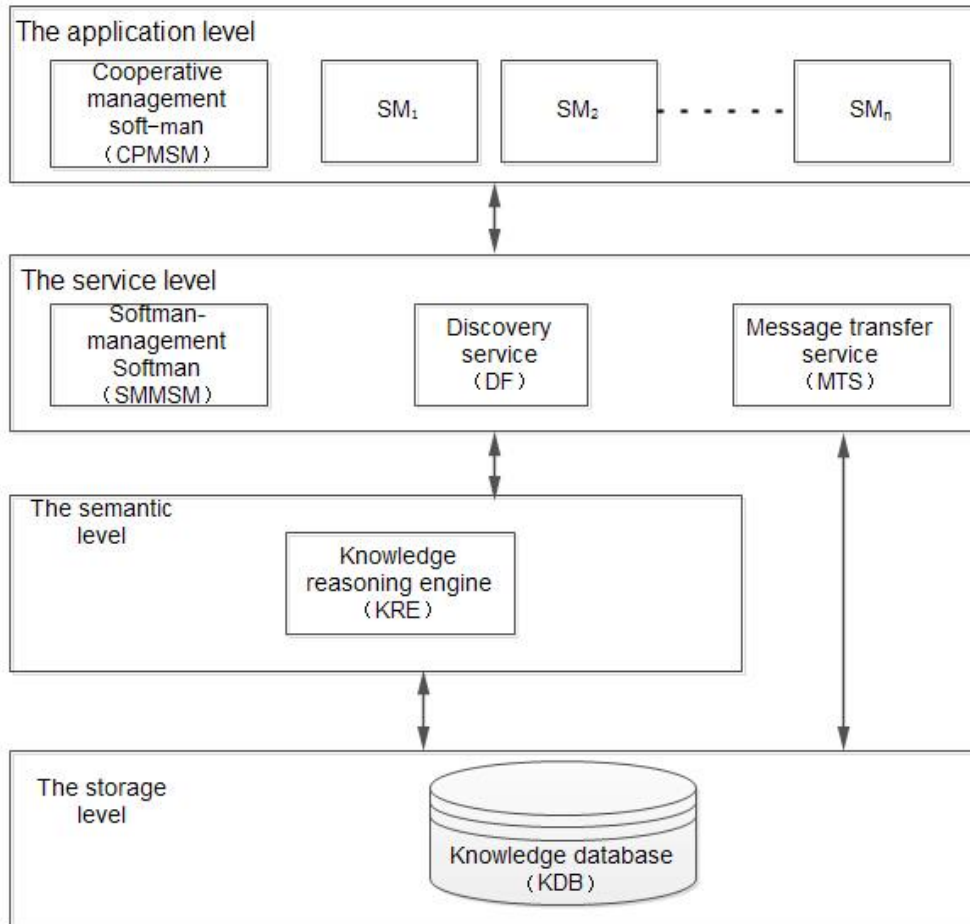 The application level
Cooperative
management
soft-man
（CPMSM）
SM₁
SM₂
SMₙ
The service level
Softman-
management
Softman
（SMMSM）
Discovery
service
（DF）
Message transfer
service
（MTS）
The semantic
level
Knowledge
reasoning engine
（KRE）
The storage
level
Knowledge database
（KDB）